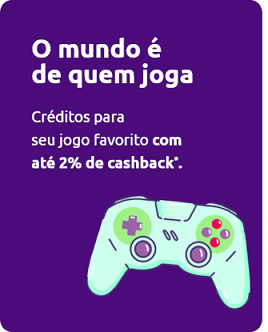 O mundo é
de quem joga
Créditos para
seu jogo favorito com
até 2% de cashback*.